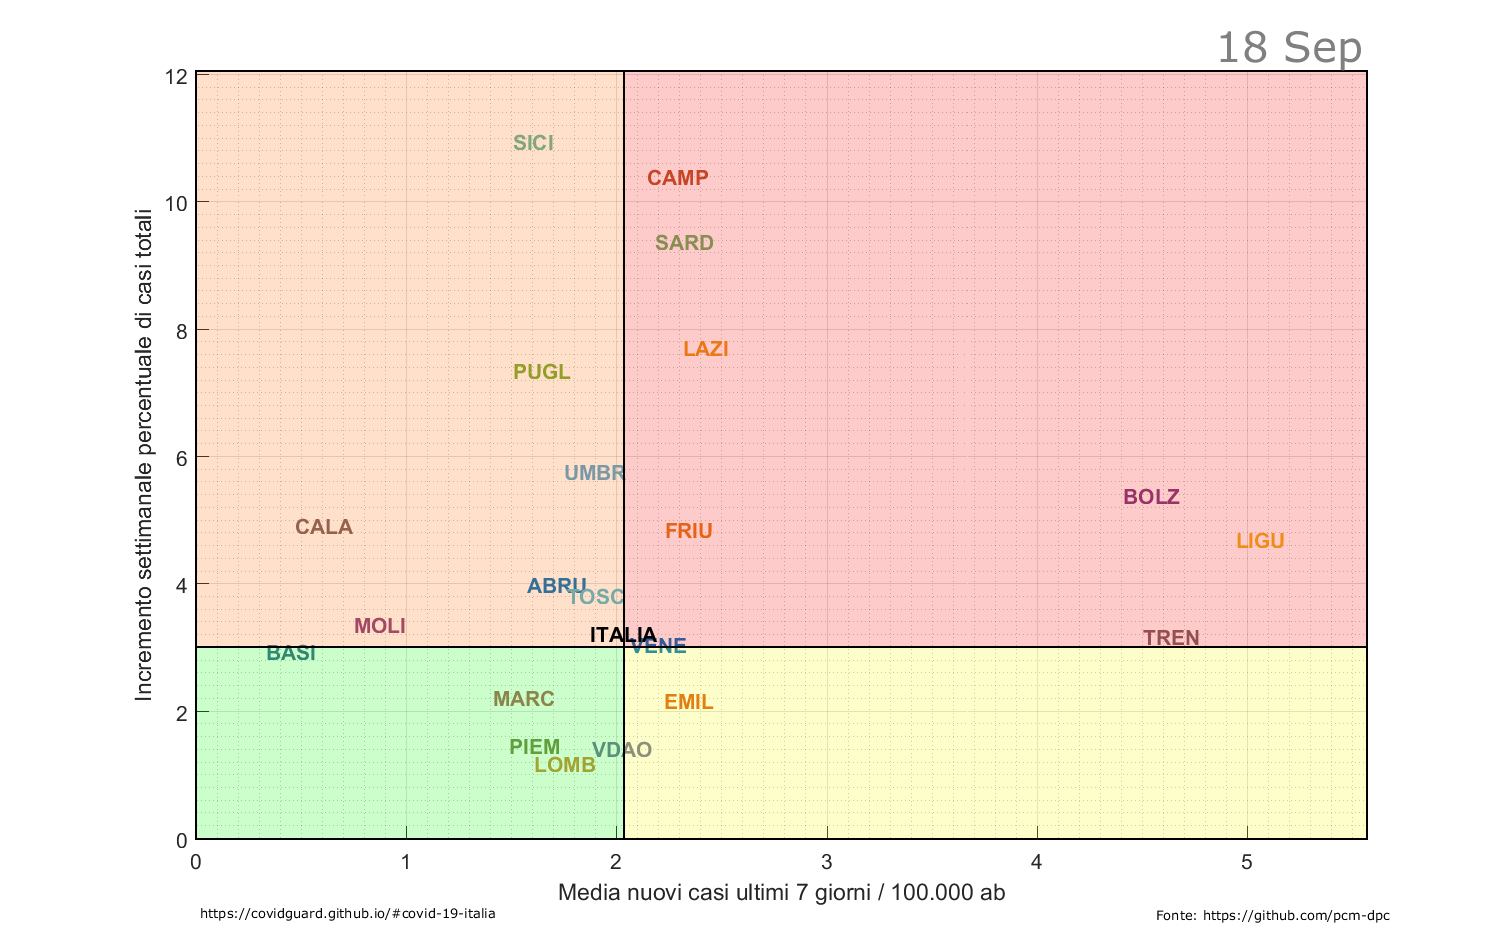 18 Sep
12
10
8
6
4
2
0
Incremento settimanale percentuale di casi totali
SICI
CAMP
SARD
LAZI
PUGL
UMBR
BOLZ
CALA
FRIU
LIGU
ABRU
TOSC
MOLI
ITALIA
TREN
VENE
BASI
MARC
EMIL
PIEM
VDAO
LOMB
0
1
2
3
4
5
Media nuovi casi ultimi 7 giorni / 100.000 ab
https://covidguard.github.io/#covid-19-italia
Fonte: https://github.com/pcm-dpc